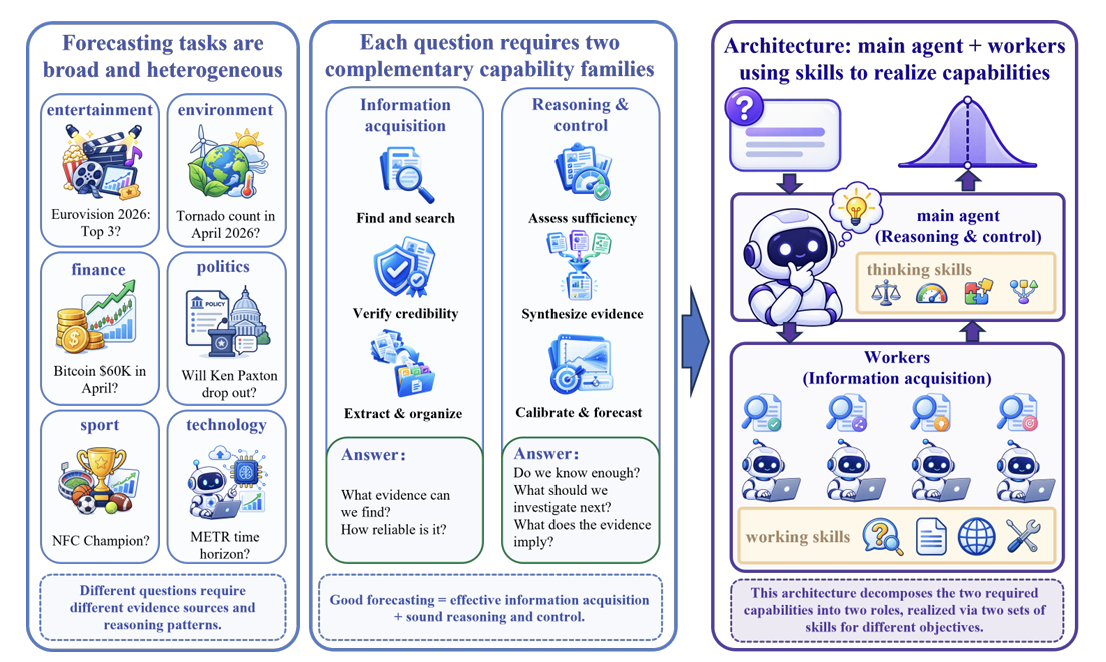 Forecasting tasks are
broad and heterogeneous
entertainment
Eurovision 2026:
Top 3?
environment
Tornado count in
April 2026?
finance
Bitcoin $60K in
April?
politics
POLICY
Will Ken Paxton
drop out?
sport
NFC Champion?
technology
METR time
horizon?
Different questions require
different evidence sources and
reasoning patterns.
Each question requires two
complementary capability families
Information
acquisition
Find and search
Verify credibility
Extract & organize
Answer:
What evidence can
we find?
How reliable is it?
Reasoning &
control
Assess sufficiency
Synthesize evidence
Calibrate & forecast
Answer:
Do we know enough?
What should we
investigate next?
What does the evidence
imply?
Good forecasting = effective information acquisition
+ sound reasoning and control.
Architecture: main agent + workers
using skills to realize capabilities
?
main agent
(Reasoning & control)
thinking skills
Workers
(Information acquisition)
working skills
?
This architecture decomposes the two required
capabilities into two roles, realized via two sets of
skills for different objectives.